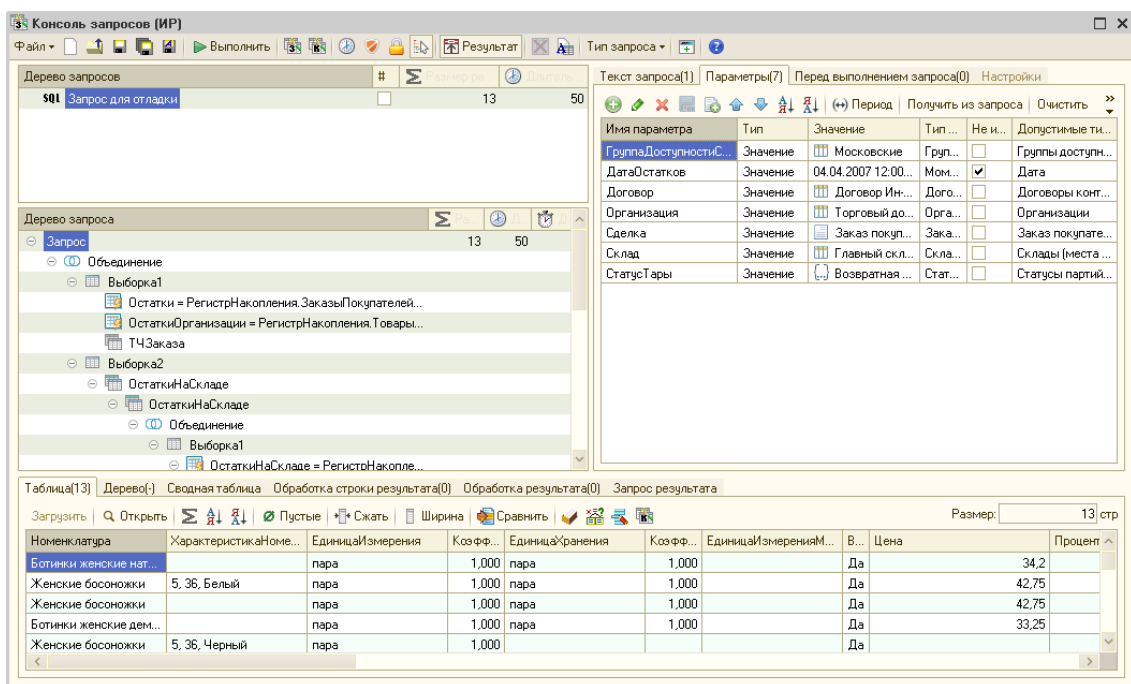 Консоль запросов (ИР)
Файл Выполнить Результат Тип запроса
Дерево запросов # Размер ре... Длитель...
SQL Запрос для отладки 13 50
Дерево запроса
Запрос 13 50
Объединение
Выборка1
Остатки = РегистрНакопления.ЗаказыПокупателей...
ОстаткиОрганизации = РегистрНакопления.Товары...
ТЧЗаказа
Выборка2
ОстаткиНаСкладе
ОстаткиНаСкладе
Объединение
Выборка1
ОстаткиНаСкладе = РегистрНакопле...
Текст запроса(1) Параметры(7) Перед выполнением запроса(0) Настройки
Период Получить из запроса Очистить
Имя параметра Тип Значение Тип ... Не и... Допустимые ти...
ГруппаДоступностиС... Значение Московские Груп... Группы доступн...
ДатаОстатков Значение 04.04.2007 12:00... Мом... Дата
Договор Значение Договор Ин-... Дого... Договоры конт...
Организация Значение Торговый до... Орга... Организации
Сделка Значение Заказ покуп... Зака... Заказ покупате...
Склад Значение Главный скл... Скла... Склады (места ...
СтатусТары Значение Возвратная ... Стат... Статусы партий...
Таблица(13) Дерево(-) Сводная таблица Обработка строки результата(0) Обработка результата(0) Запрос результата
Загрузить Открыть Пустые Сжать Ширина Сравнить Размер: 13 стр
Номенклатура ХарактеристикаНоме... ЕдиницаИзмерения Коэфф... ЕдиницаХранения Коэфф... ЕдиницаИзмеренияМ... В... Цена Процент
Ботинки женские нат... пара 1,000 пара 1,000 Да 34,2
Женские босоножки 5, 36, Белый пара 1,000 пара 1,000 Да 42,75
Женские босоножки пара 1,000 пара 1,000 Да 42,75
Ботинки женские дем... пара 1,000 пара 1,000 Да 33,25
Женские босоножки 5, 36, Черный пара 1,000 Да